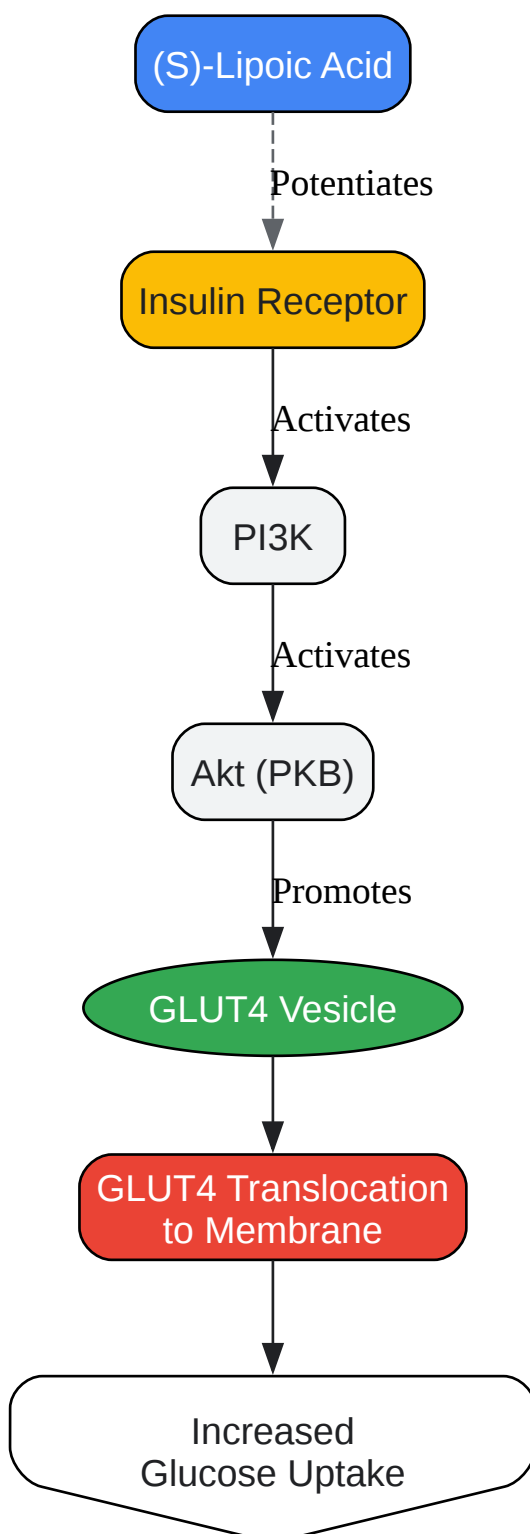 (S)-Lipoic Acid
Potentiates
Insulin Receptor
Activates
PI3K
Activates
Akt (PKB)
Promotes
GLUT4 Vesicle
GLUT4 Translocation
to Membrane
Increased
Glucose Uptake